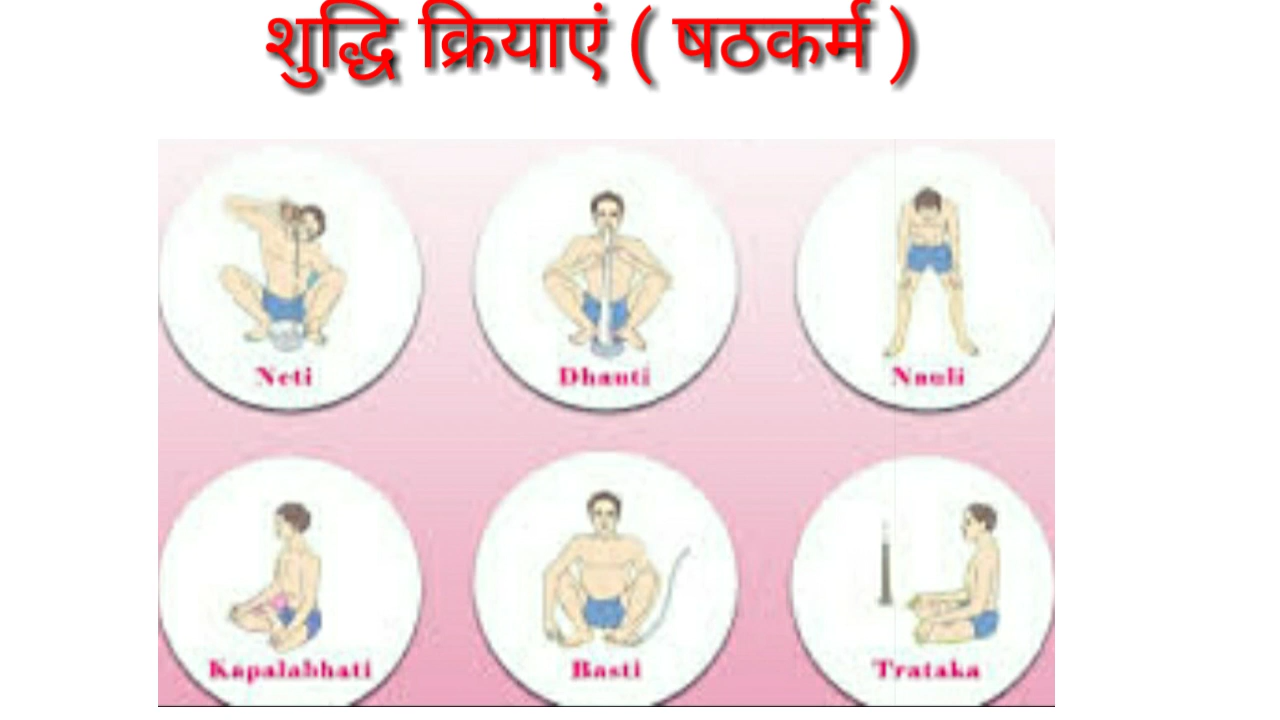 शुद्धि क्रियाएं ( षठकर्म )
Neti
Dhauti
Nauli
Kapalabhati
Basti
Trataka